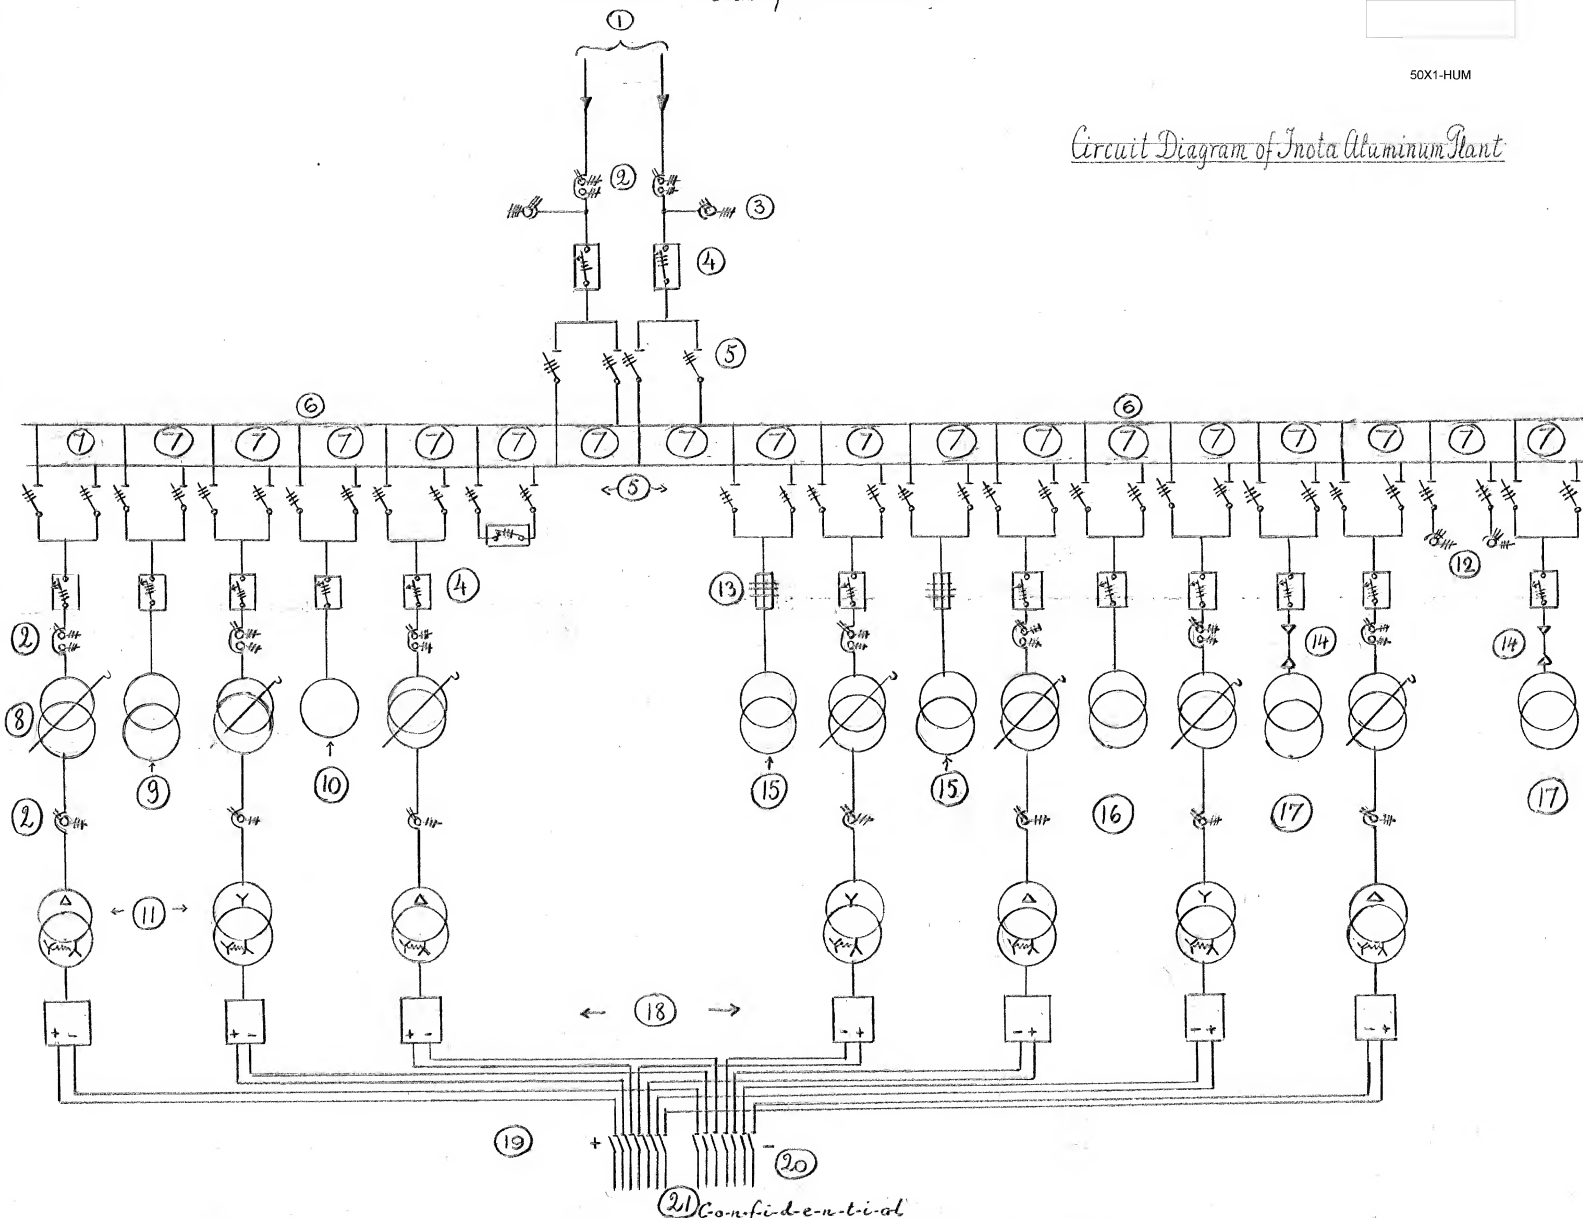 ①
50X1-HUM
Circuit Diagram of Inota Aluminum Plant
②
③
④
⑤
⑥ ⑥
⑦ ⑦ ⑦ ⑦ ⑦ ⑦ ⑦ ⑦ ⑦ ⑦ ⑦ ⑦ ⑦ ⑦ ⑦ ⑦ ⑦ ⑦
←⑤→
⑫
④ ⑬
② ⑭ ⑭
⑧
⑨ ⑩ ⑮ ⑮ ⑰
② ⑯ ⑰
Δ Y Δ Y Δ Y Δ
← ⑪ →
← ⑱ →
+ - + - + - - + - + - + - +
⑲ + - ⑳
㉑ C-o-n-f-i-d-e-n-t-i-al